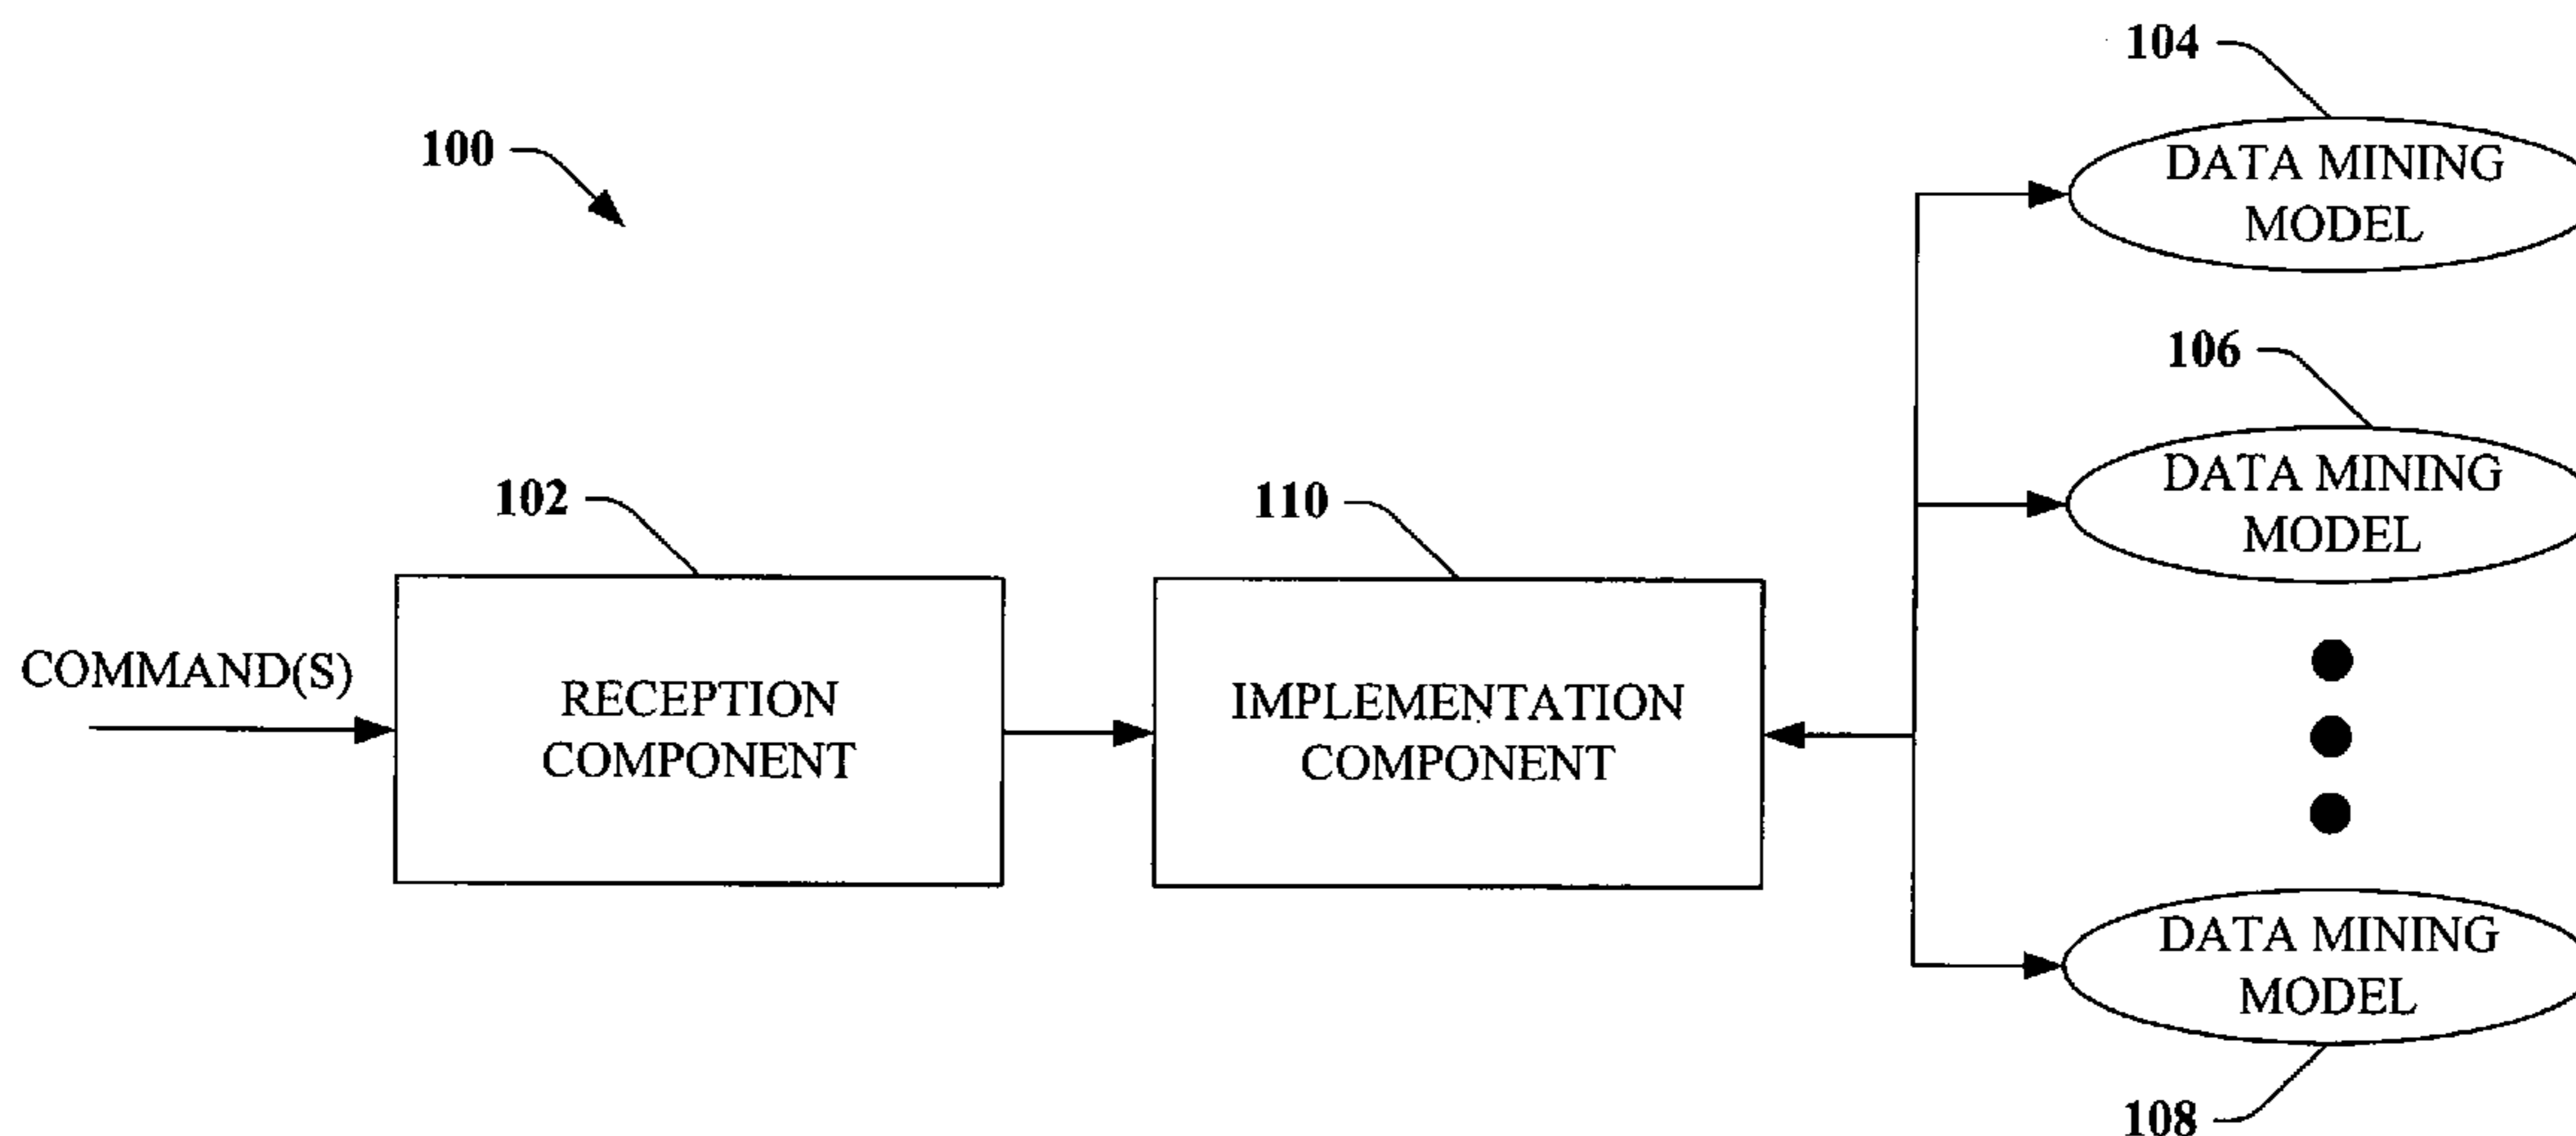 104
100
DATA MINING
MODEL
106
DATA MINING
MODEL
102
110
COMMAND(S)
RECEPTION
COMPONENT
IMPLEMENTATION
COMPONENT
DATA MINING
MODEL
108